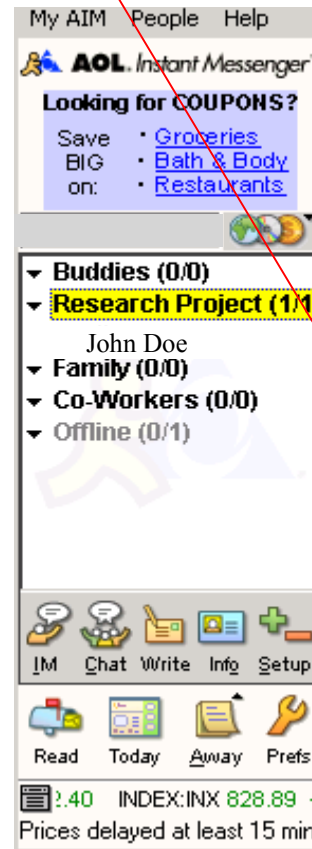 My AIM People Help
AOL Instant Messenger
Looking for COUPONS?
Save BIG on:
· Groceries
· Bath & Body
· Restaurants
Buddies (0/0)
Research Project (1/1
John Doe
Family (0/0)
Co-Workers (0/0)
Offline (0/1)
IM Chat Write Info Setup
Read Today Away Prefs
2.40 INDEX:INX 828.89 -
Prices delayed at least 15 min